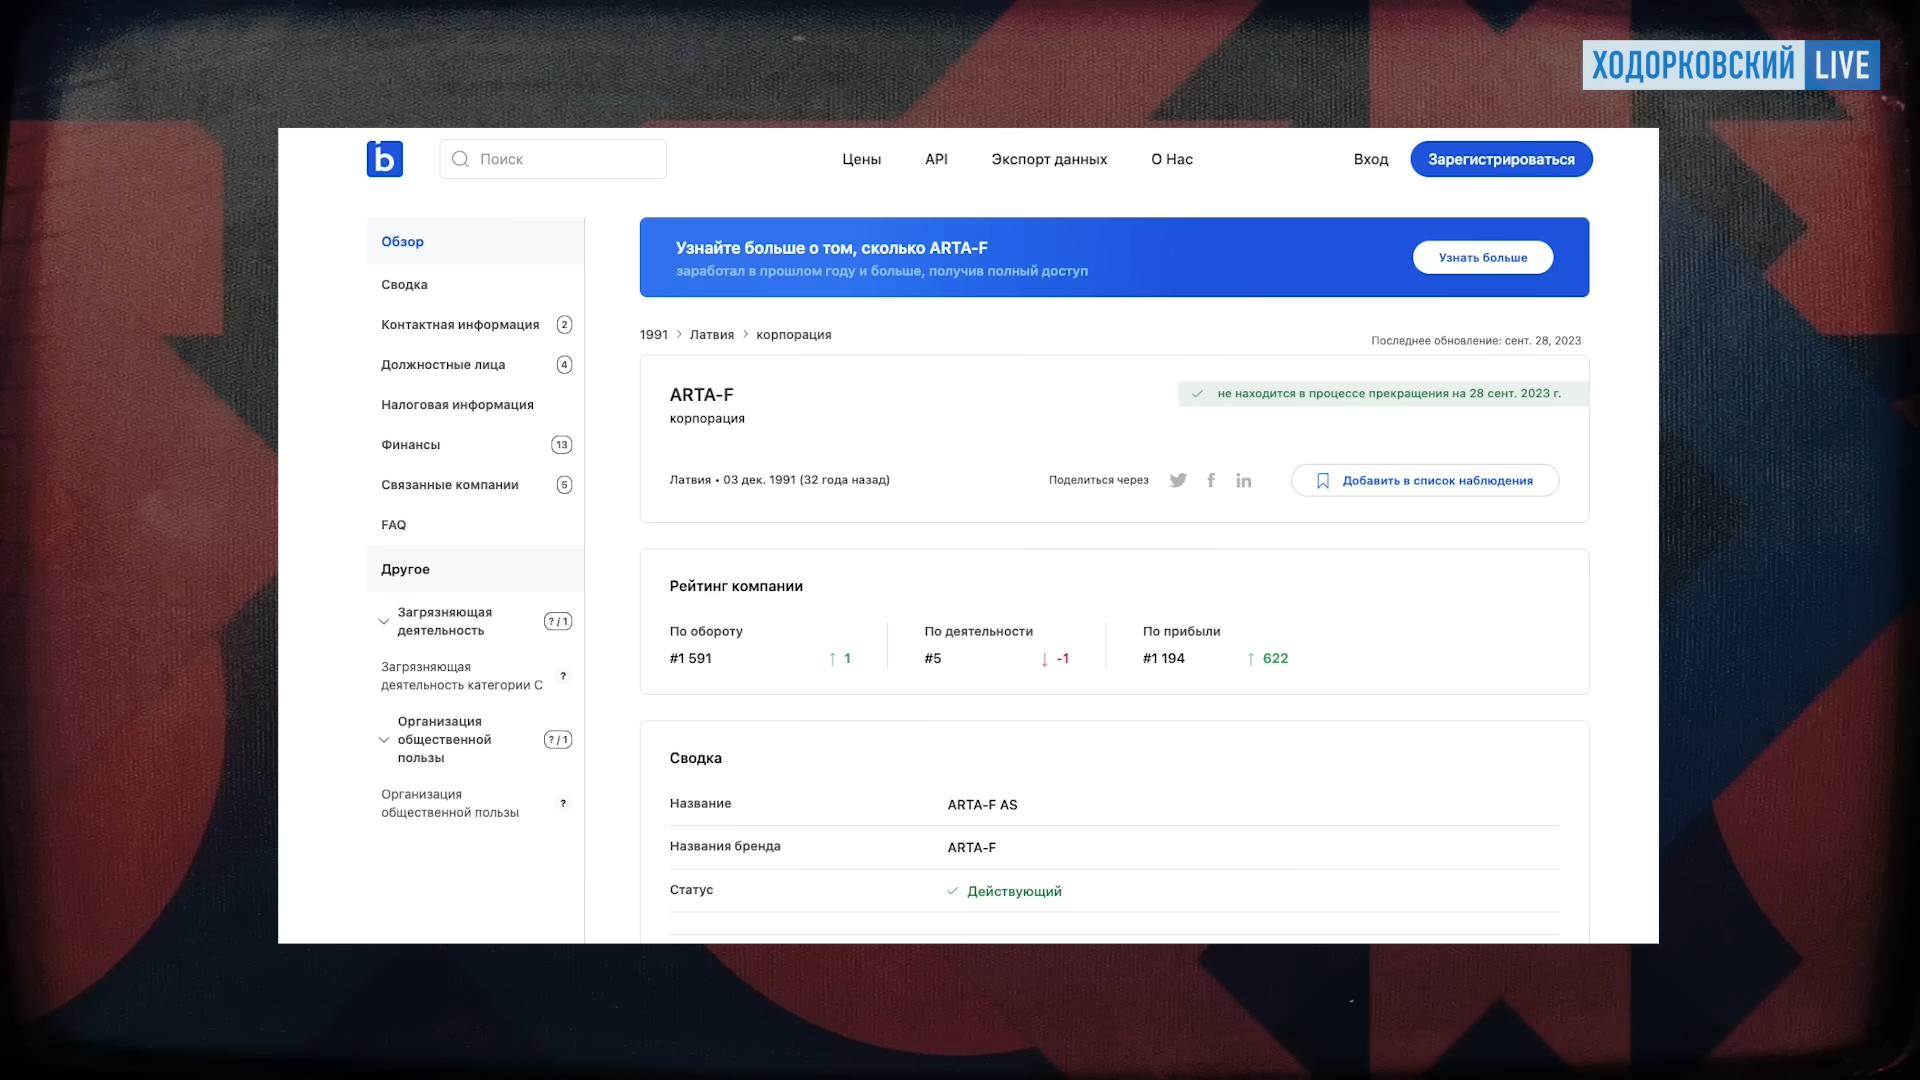 ХОДОРКОВСКИЙ LIVE
b
Поиск
Цены
API
Экспорт данных
О Нас
Вход
Зарегистрироваться
Обзор
Сводка
Контактная информация 2
Должностные лица 4
Налоговая информация
Финансы 13
Связанные компании 5
FAQ
Другое
Загрязняющая
деятельность ? / 1
Загрязняющая
деятельность категории C ?
Организация
общественной ? / 1
пользы
Организация
общественной пользы ?
Узнайте больше о том, сколько ARTA-F
заработал в прошлом году и больше, получив полный доступ
Узнать больше
1991 > Латвия > корпорация
Последнее обновление: сент. 28, 2023
ARTA-F
корпорация
не находится в процессе прекращения на 28 сент. 2023 г.
Латвия • 03 дек. 1991 (32 года назад)
Поделиться через
f
in
Добавить в список наблюдения
Рейтинг компании
По обороту
#1 591 ↑ 1
По деятельности
#5 ↓ -1
По прибыли
#1 194 ↑ 622
Сводка
Название ARTA-F AS
Названия бренда ARTA-F
Статус Действующий